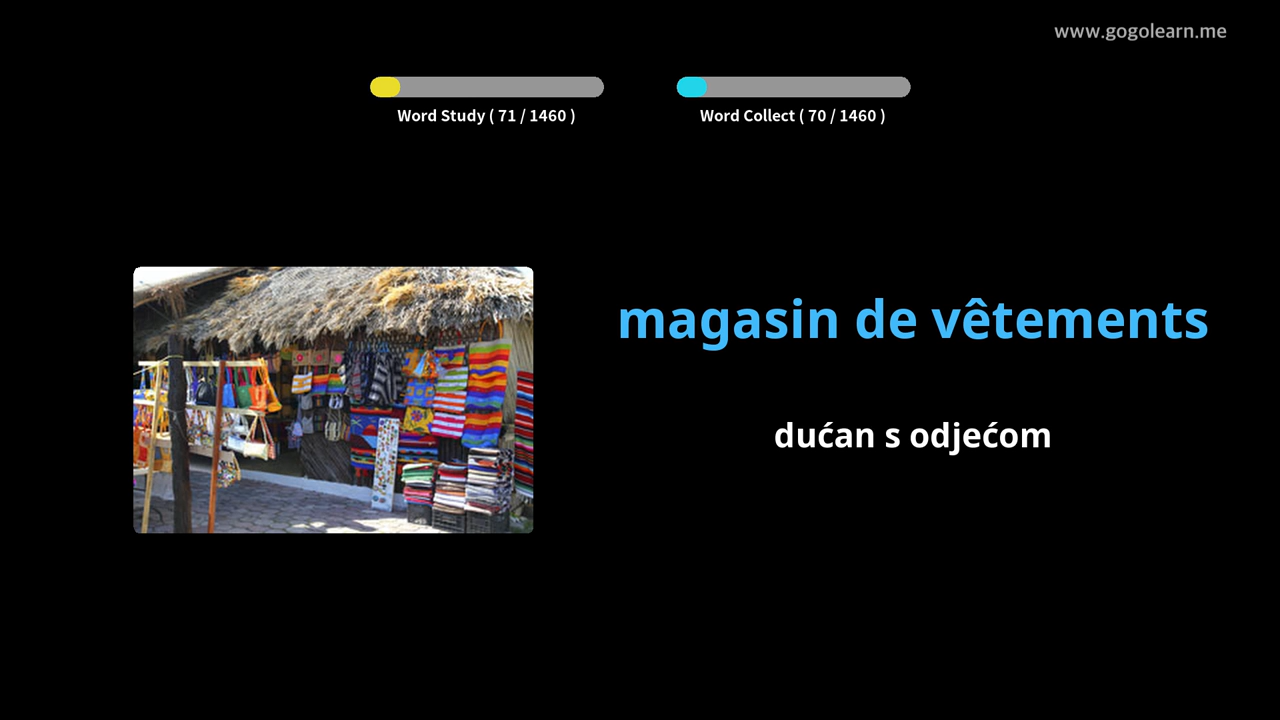 www.gogolearn.me
Word Study ( 71 / 1460 )
Word Collect ( 70 / 1460 )
magasin de vêtements
dućan s odjećom